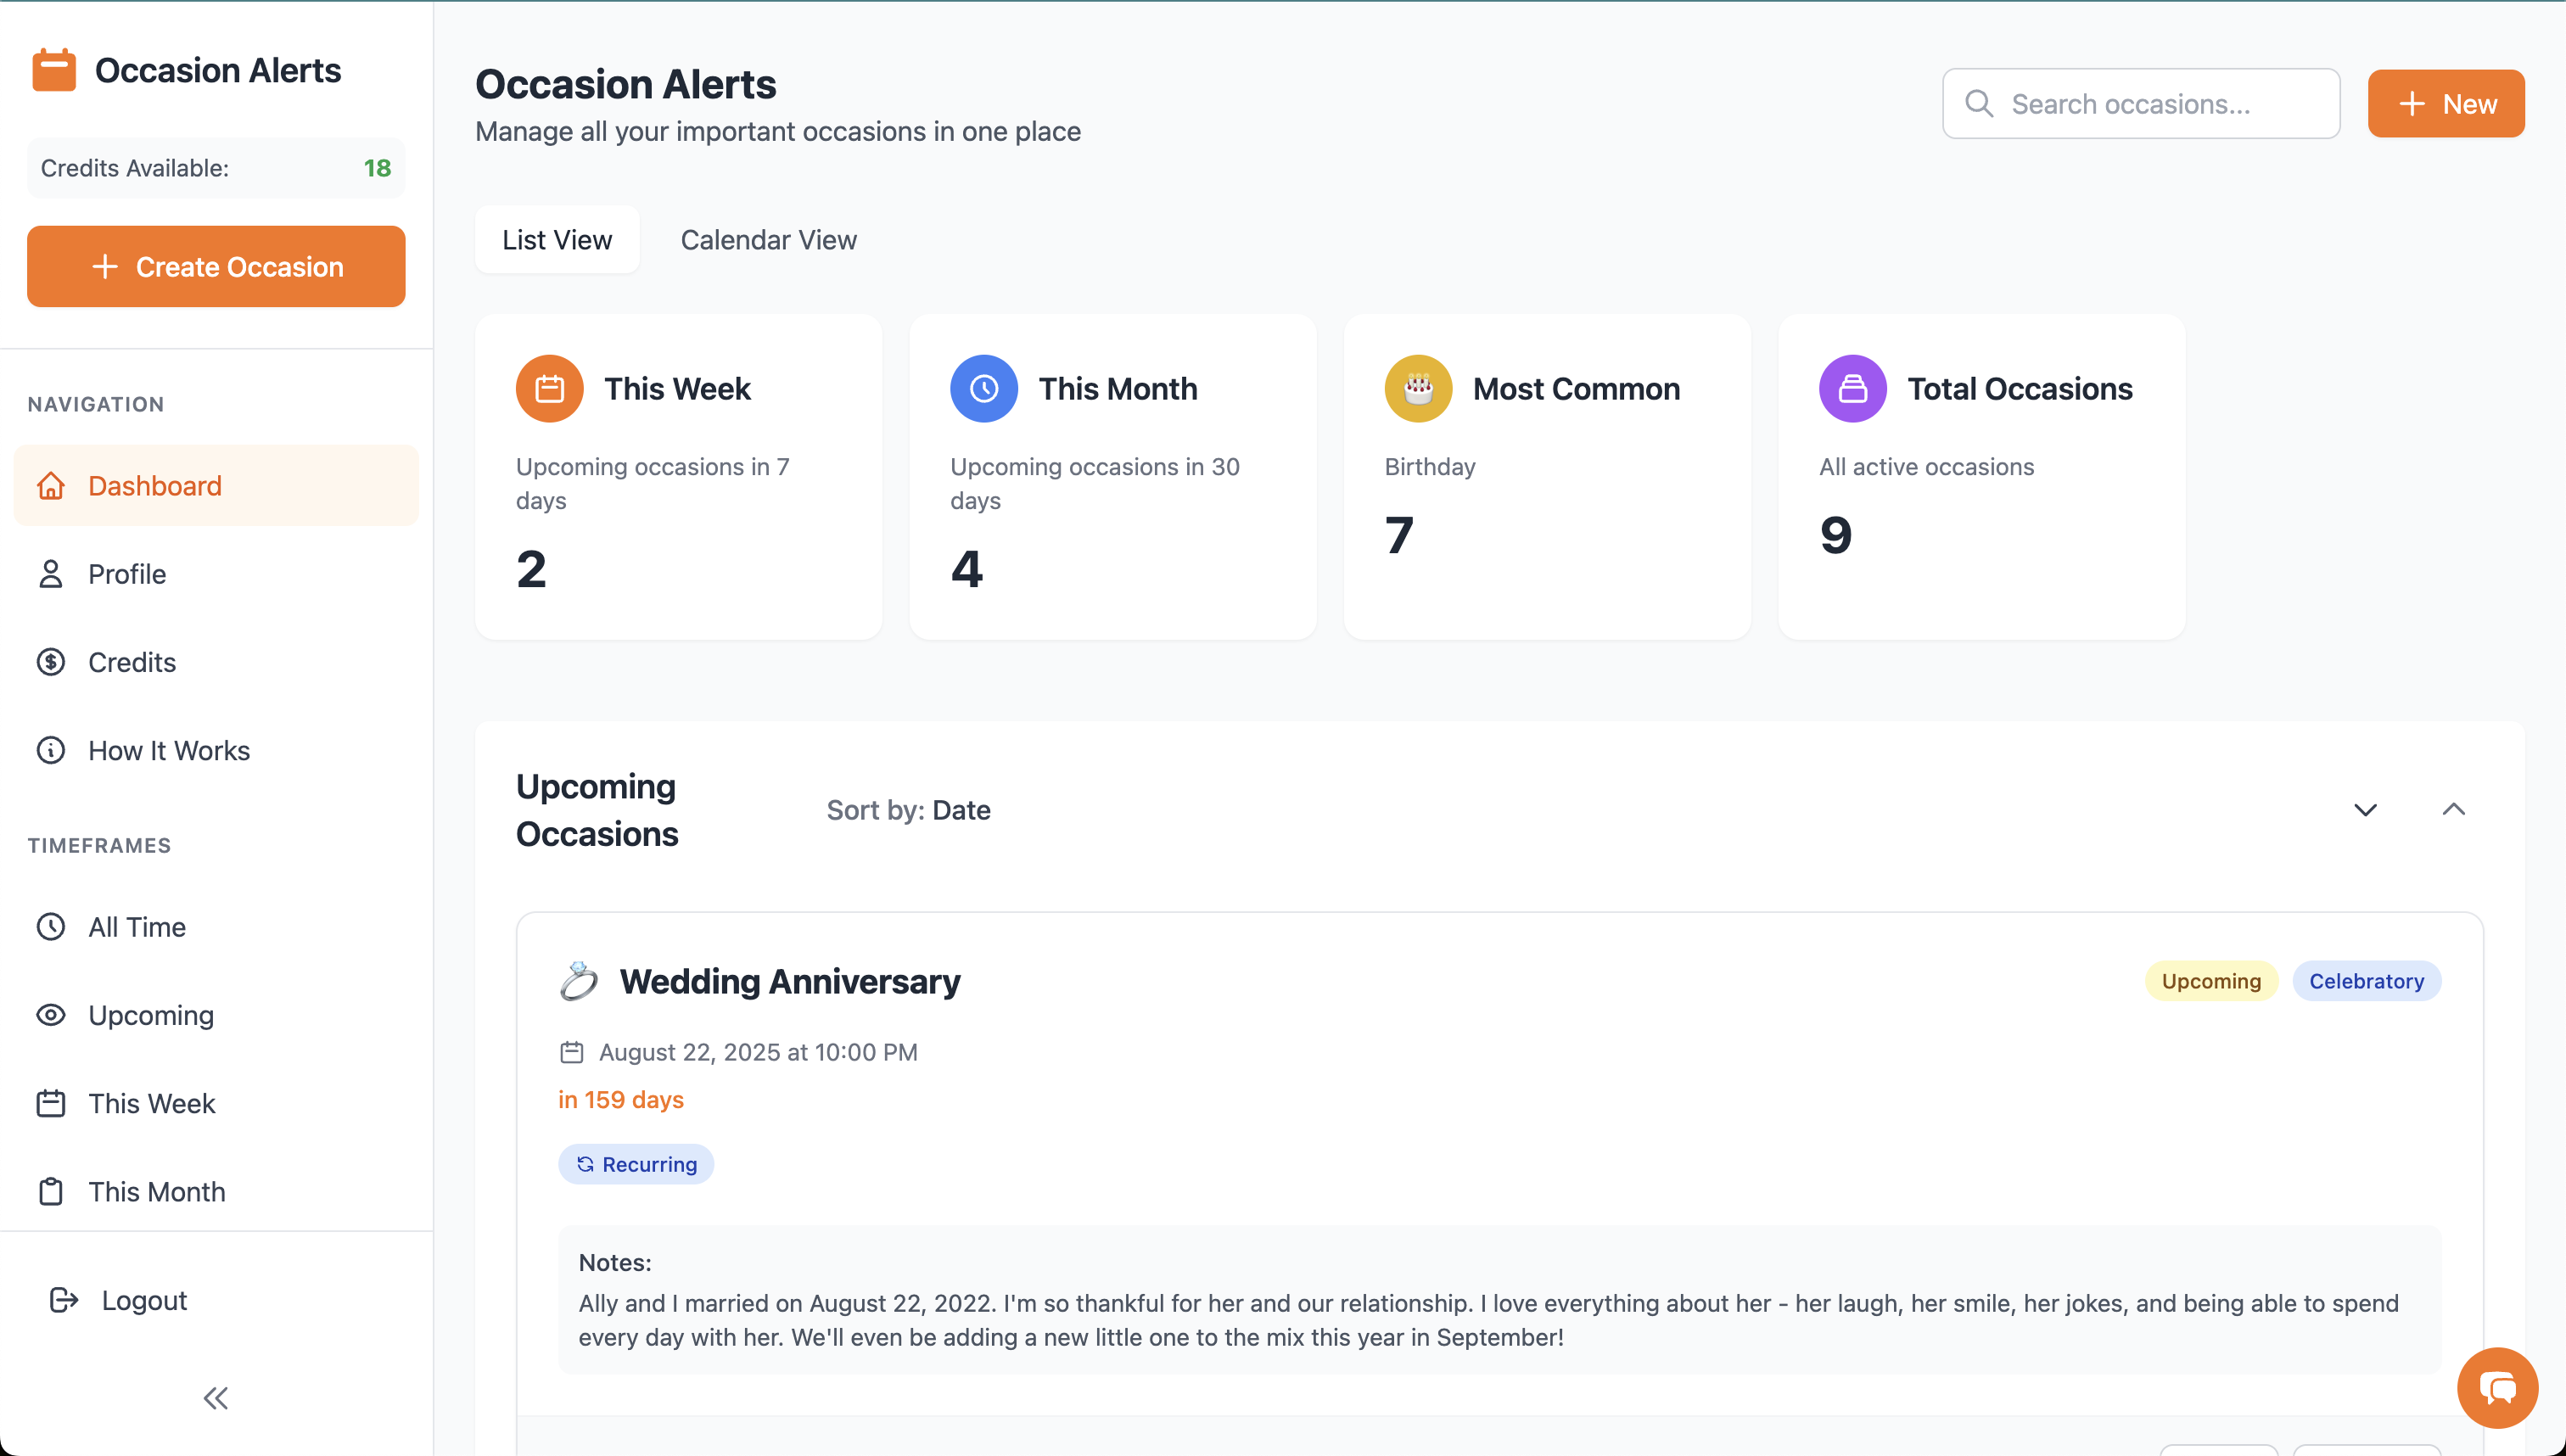 Occasion Alerts
Credits Available: 18
Create Occasion
NAVIGATION
Dashboard
Profile
Credits
How It Works
TIMEFRAMES
All Time
Upcoming
This Week
This Month
Logout
Occasion Alerts
Manage all your important occasions in one place
Search occasions...
New
List View
Calendar View
This Week
Upcoming occasions in 7
days
2
This Month
Upcoming occasions in 30
days
4
Most Common
Birthday
7
Total Occasions
All active occasions
9
Upcoming
Occasions
Sort by: Date
Wedding Anniversary
Upcoming
Celebratory
August 22, 2025 at 10:00 PM
in 159 days
Recurring
Notes:
Ally and I married on August 22, 2022. I'm so thankful for her and our relationship. I love everything about her - her laugh, her smile, her jokes, and being able to spend
every day with her. We'll even be adding a new little one to the mix this year in September!